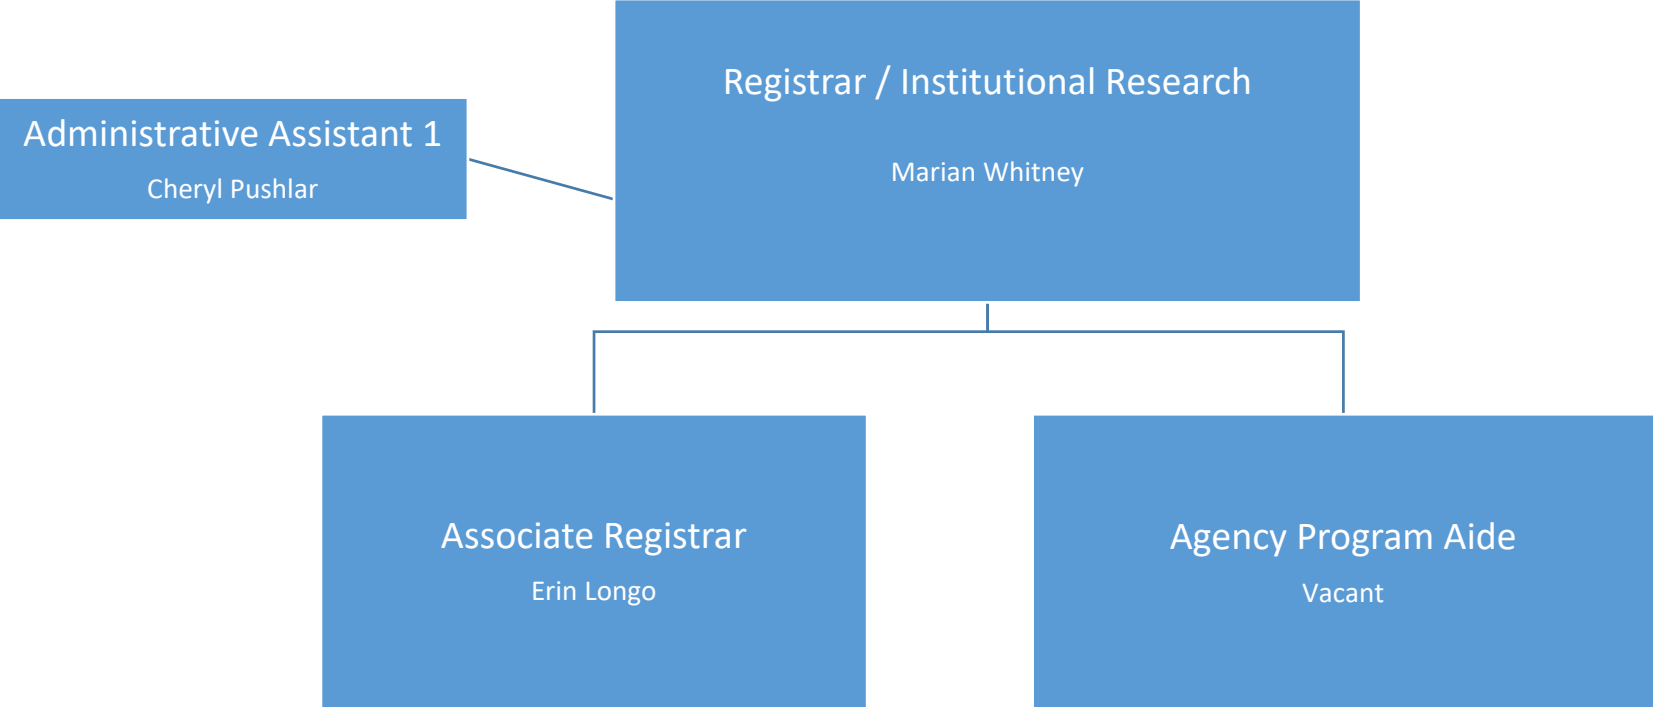 Registrar / Institutional Research
Marian Whitney
Administrative Assistant 1
Cheryl Pushlar
Associate Registrar
Erin Longo
Agency Program Aide
Vacant